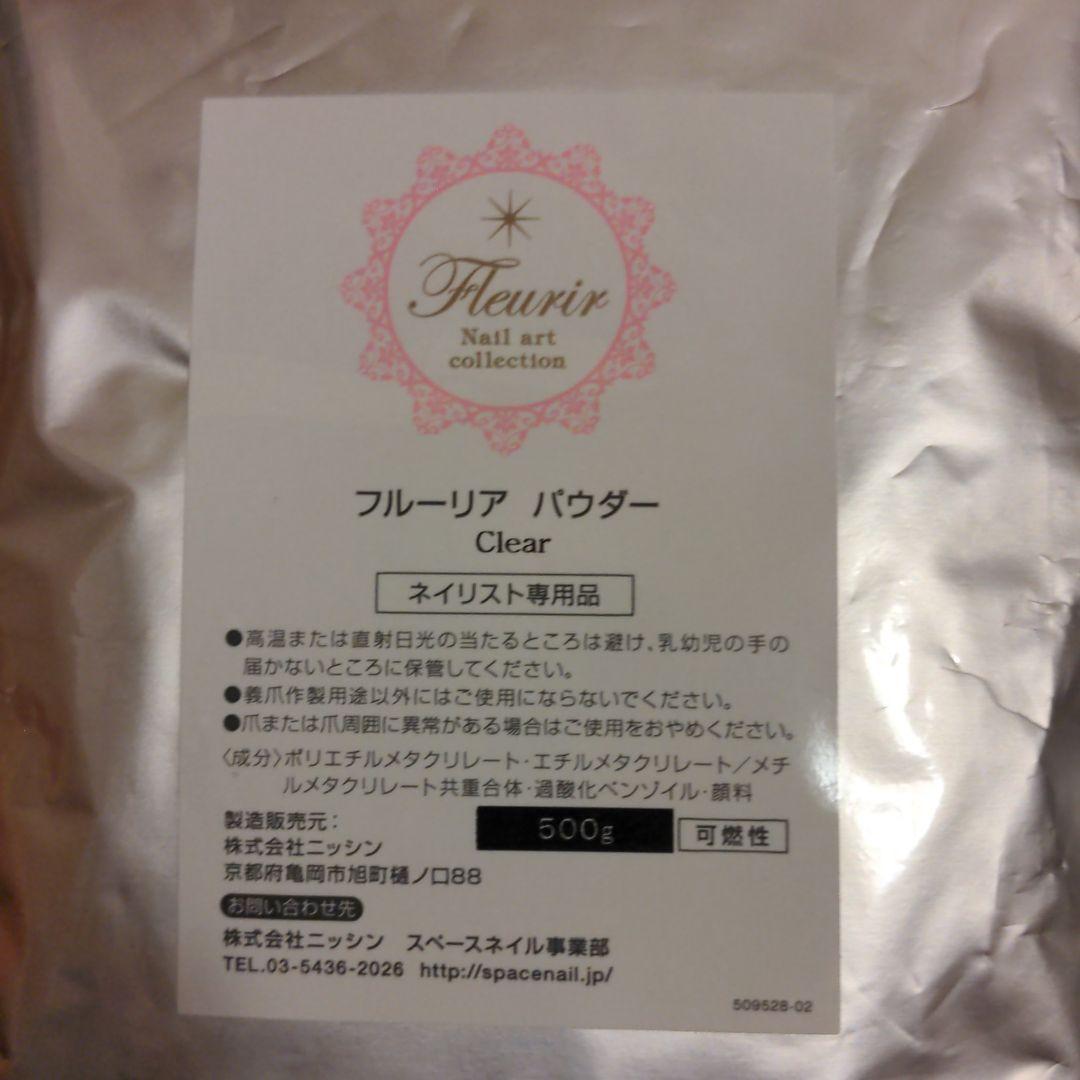 Fleurir
Nail art
collection
フルーリア パウダー
Clear
ネイリスト専用品
●高温または直射日光の当たるところは避け、乳幼児の手の
届かないところに保管してください。
●義爪作製用途以外にはご使用にならないでください。
●爪または爪周囲に異常がある場合はご使用をおやめください。
〈成分〉ポリエチルメタクリレート・エチルメタクリレート／メチ
ルメタクリレート共重合体・過酸化ベンゾイル・顔料
製造販売元：
500g
可燃性
株式会社ニッシン
京都府亀岡市旭町樋ノ口88
お問い合わせ先
株式会社ニッシン スペースネイル事業部
TEL.03-5436-2026 http://spacenail.jp/
509528-02